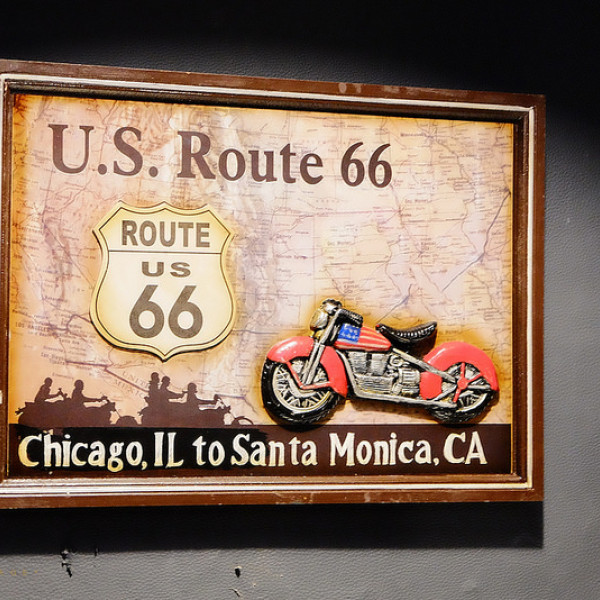 U.S. Route 66
ROUTE
US
66
Chicago, IL to Santa Monica, CA